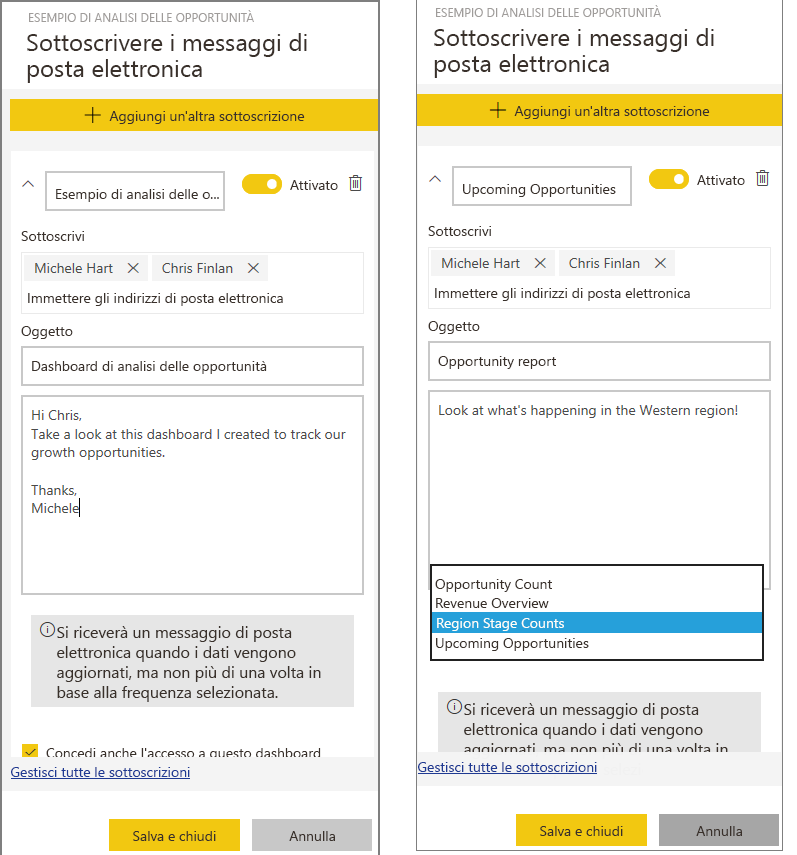 ESEMPIO DI ANALISI DELLE OPPORTUNITÀ
Sottoscrivere i messaggi di
posta elettronica
Aggiungi un'altra sottoscrizione
Esempio di analisi delle o...
Attivato
Sottoscrivi
Michele Hart
Chris Finlan
Immettere gli indirizzi di posta elettronica
Oggetto
Dashboard di analisi delle opportunità
Hi Chris,
Take a look at this dashboard I created to track our
growth opportunities.
Thanks,
Michele
Si riceverà un messaggio di posta
elettronica quando i dati vengono
aggiornati, ma non più di una volta in
base alla frequenza selezionata.
Concedi anche l'accesso a questo dashboard
Gestisci tutte le sottoscrizioni
Salva e chiudi
Annulla
ESEMPIO DI ANALISI DELLE OPPORTUNITÀ
Sottoscrivere i messaggi di
posta elettronica
Aggiungi un'altra sottoscrizione
Upcoming Opportunities
Attivato
Sottoscrivi
Michele Hart
Chris Finlan
Immettere gli indirizzi di posta elettronica
Oggetto
Opportunity report
Look at what's happening in the Western region!
Opportunity Count
Revenue Overview
Region Stage Counts
Upcoming Opportunities
Si riceverà un messaggio di posta
elettronica quando i dati vengono
aggiornati, ma non più di una volta in
Gestisci tutte le sottoscrizioni
Salva e chiudi
Annulla